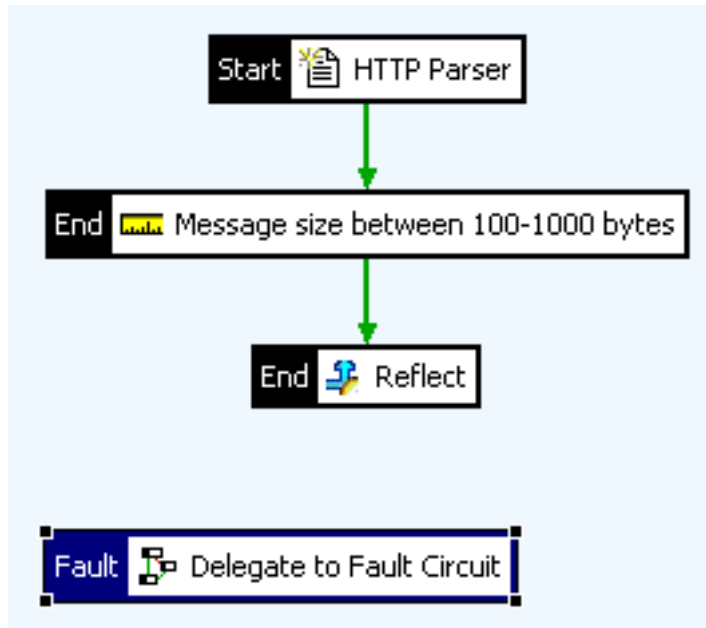 Start HTTP Parser
End Message size between 100-1000 bytes
End Reflect
Fault Delegate to Fault Circuit